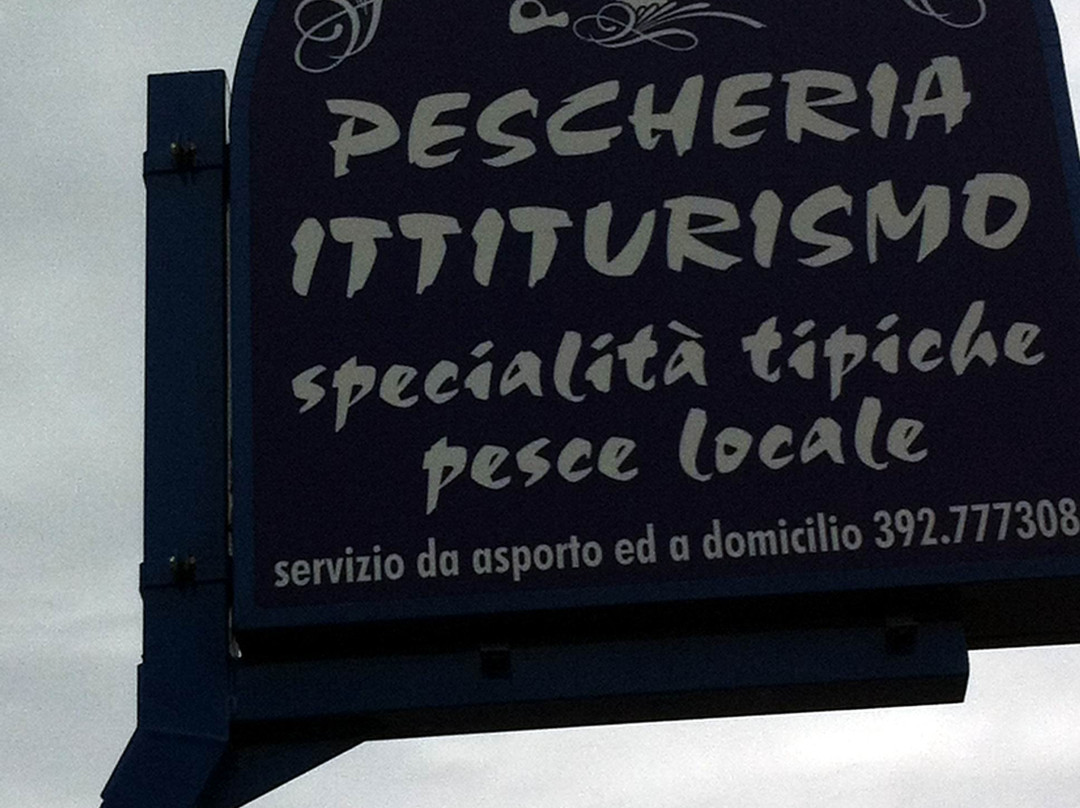 PESCHERIA
ITTITURISMO
specialità tipiche
pesce locale
servizio da asporto ed a domicilio 392.777308